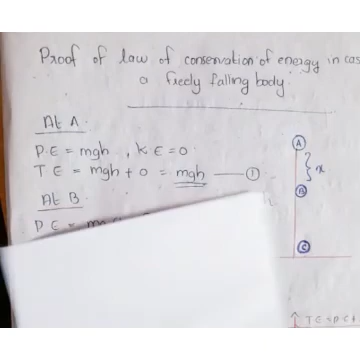 Proof of law of conservation of energy in cas
a freely falling body.
At A.
P.E = mgh , K.E = 0
T E = mgh + 0 = mgh —— ①
At B
P E =
A
x
B
C
↑ T E = P E +